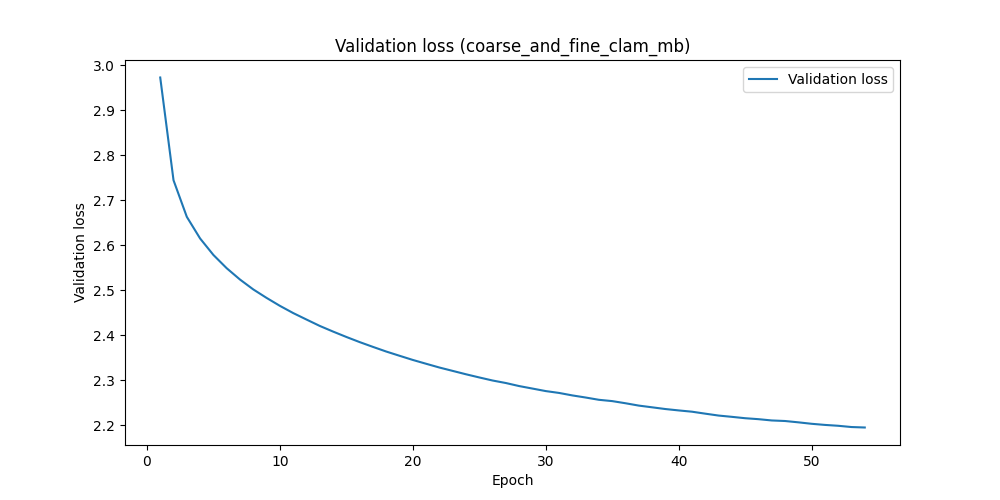 Validation loss (coarse_and_fine_clam_mb)
Validation loss
Validation loss
3.0
2.9
2.8
2.7
2.6
2.5
2.4
2.3
2.2
0 10 20 30 40 50
Epoch